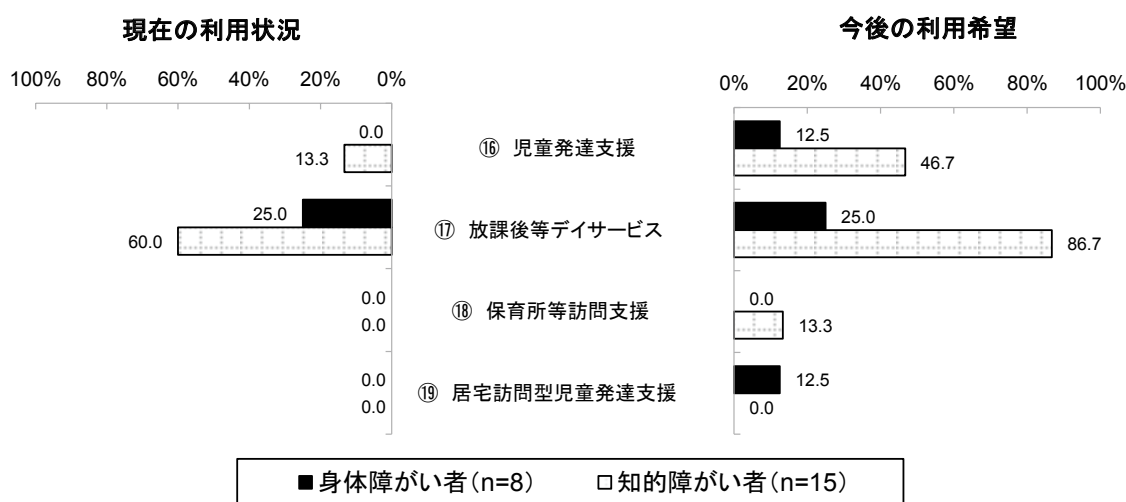 現在の利用状況
今後の利用希望
100% 80% 60% 40% 20% 0%
0% 20% 40% 60% 80% 100%
0.0
⑯ 児童発達支援
12.5
13.3
46.7
25.0
⑰ 放課後等デイサービス
25.0
60.0
86.7
0.0
⑱ 保育所等訪問支援
0.0
0.0
13.3
0.0
⑲ 居宅訪問型児童発達支援
12.5
0.0
0.0
■身体障がい者(n=8) □知的障がい者(n=15)